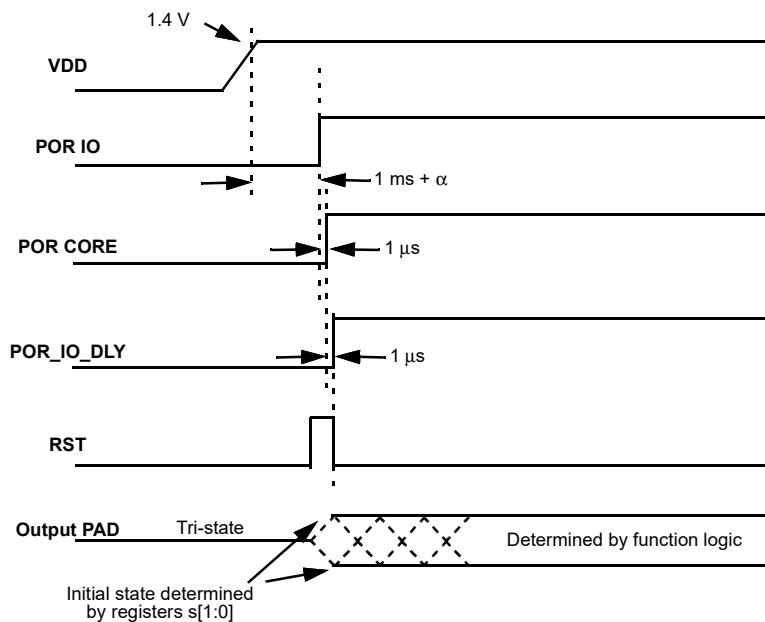 1.4 V
VDD
POR IO
1 ms + α
POR CORE
1 μs
POR_IO_DLY
1 μs
RST
Output PAD
Tri-state
Determined by function logic
Initial state determined
by registers s[1:0]